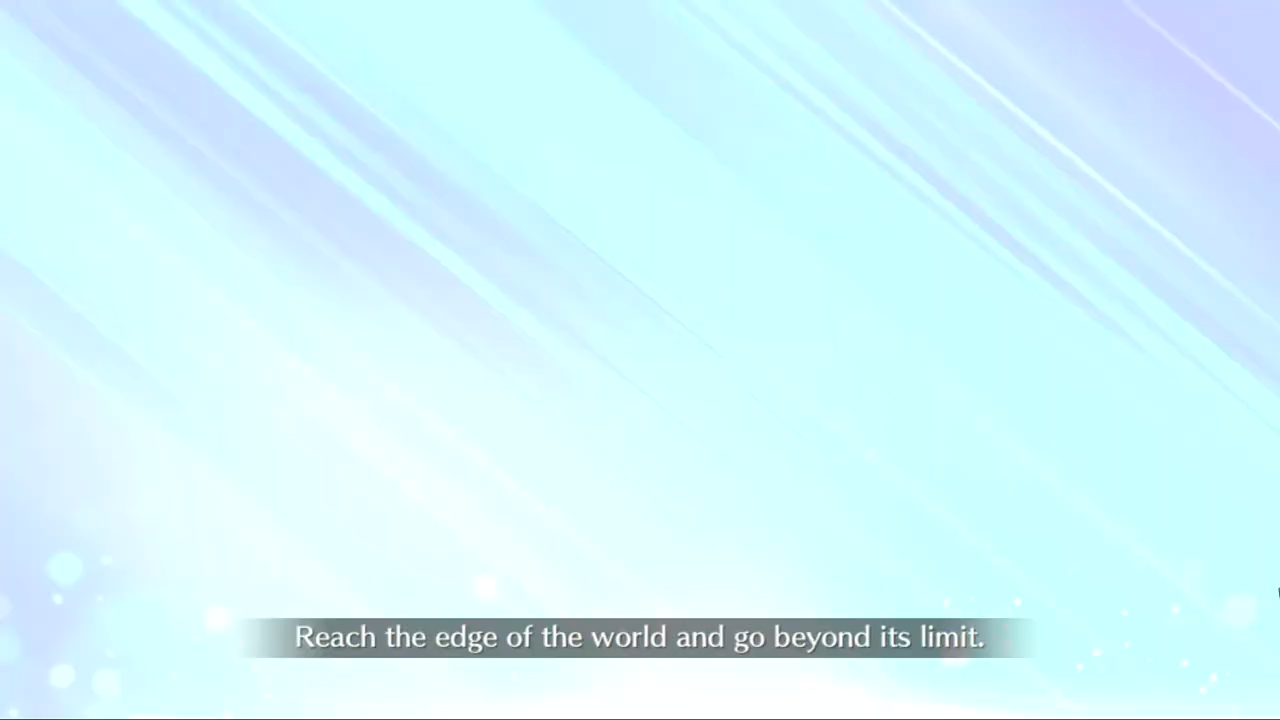 Reach the edge of the world and go beyond its limit.